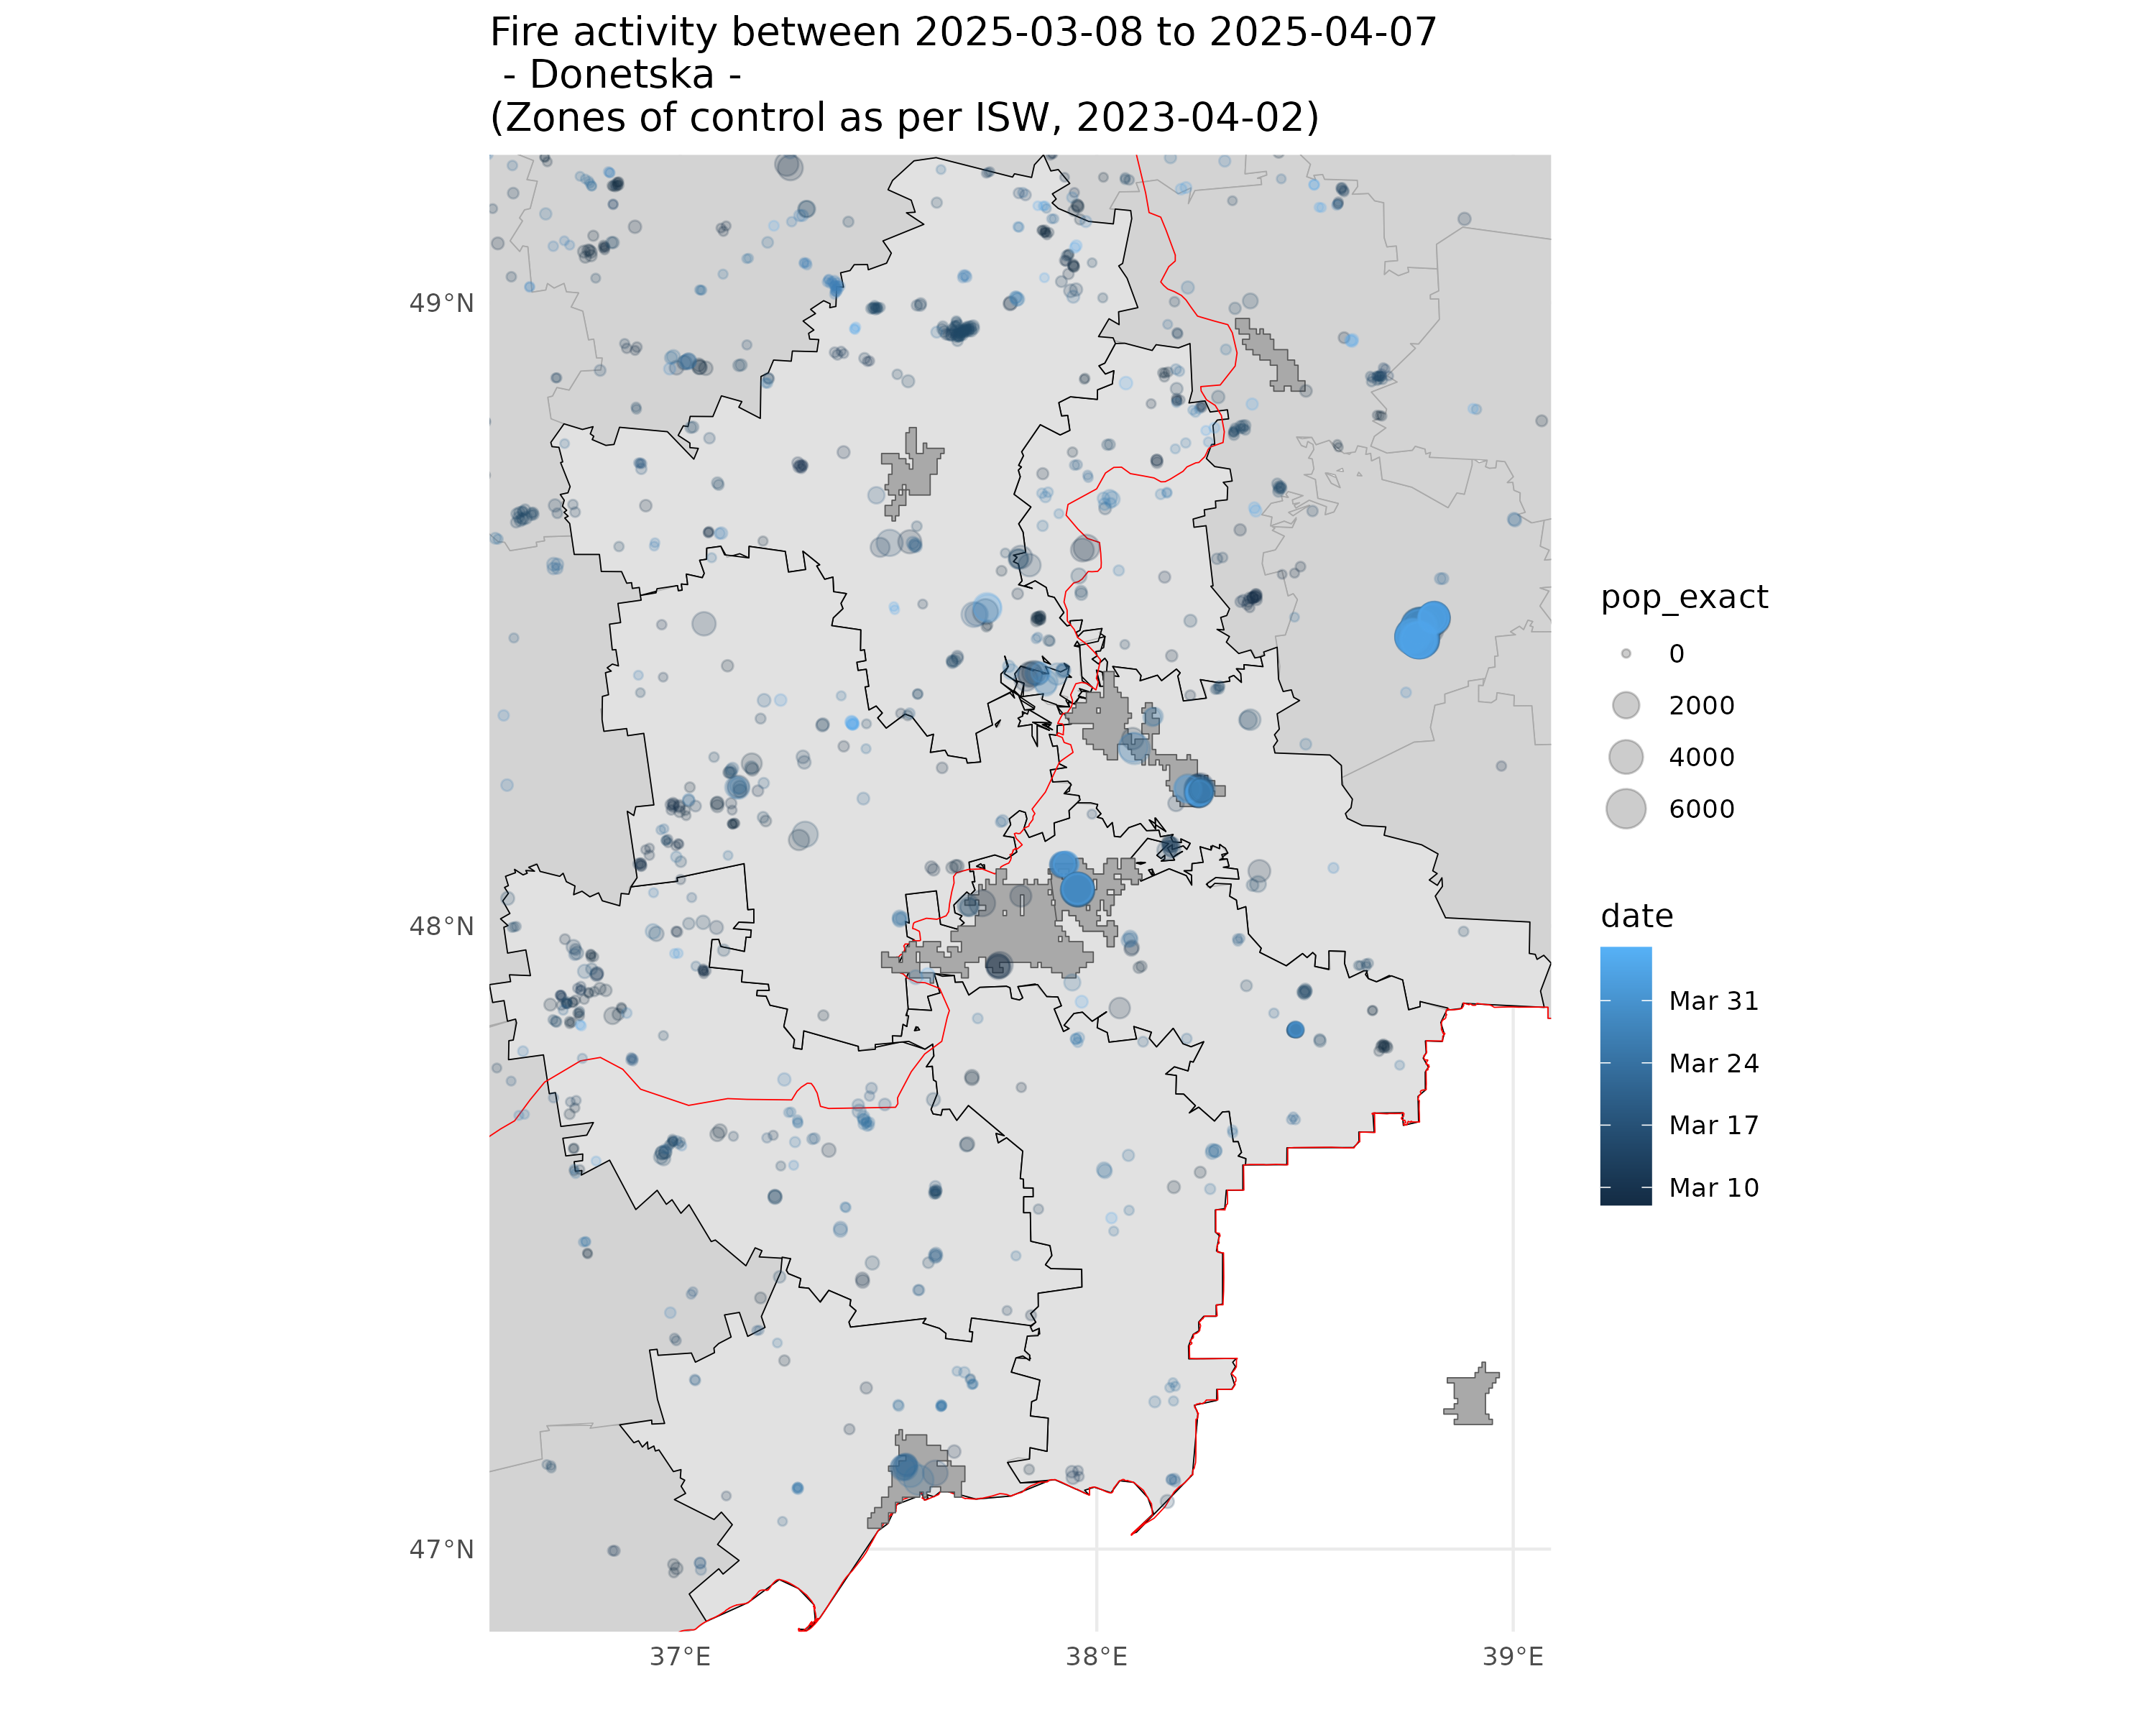 Fire activity between 2025-03-08 to 2025-04-07
- Donetska -
(Zones of control as per ISW, 2023-04-02)
49°N
48°N
47°N
37°E
38°E
39°E
pop_exact
0
2000
4000
6000
date
Mar 31
Mar 24
Mar 17
Mar 10